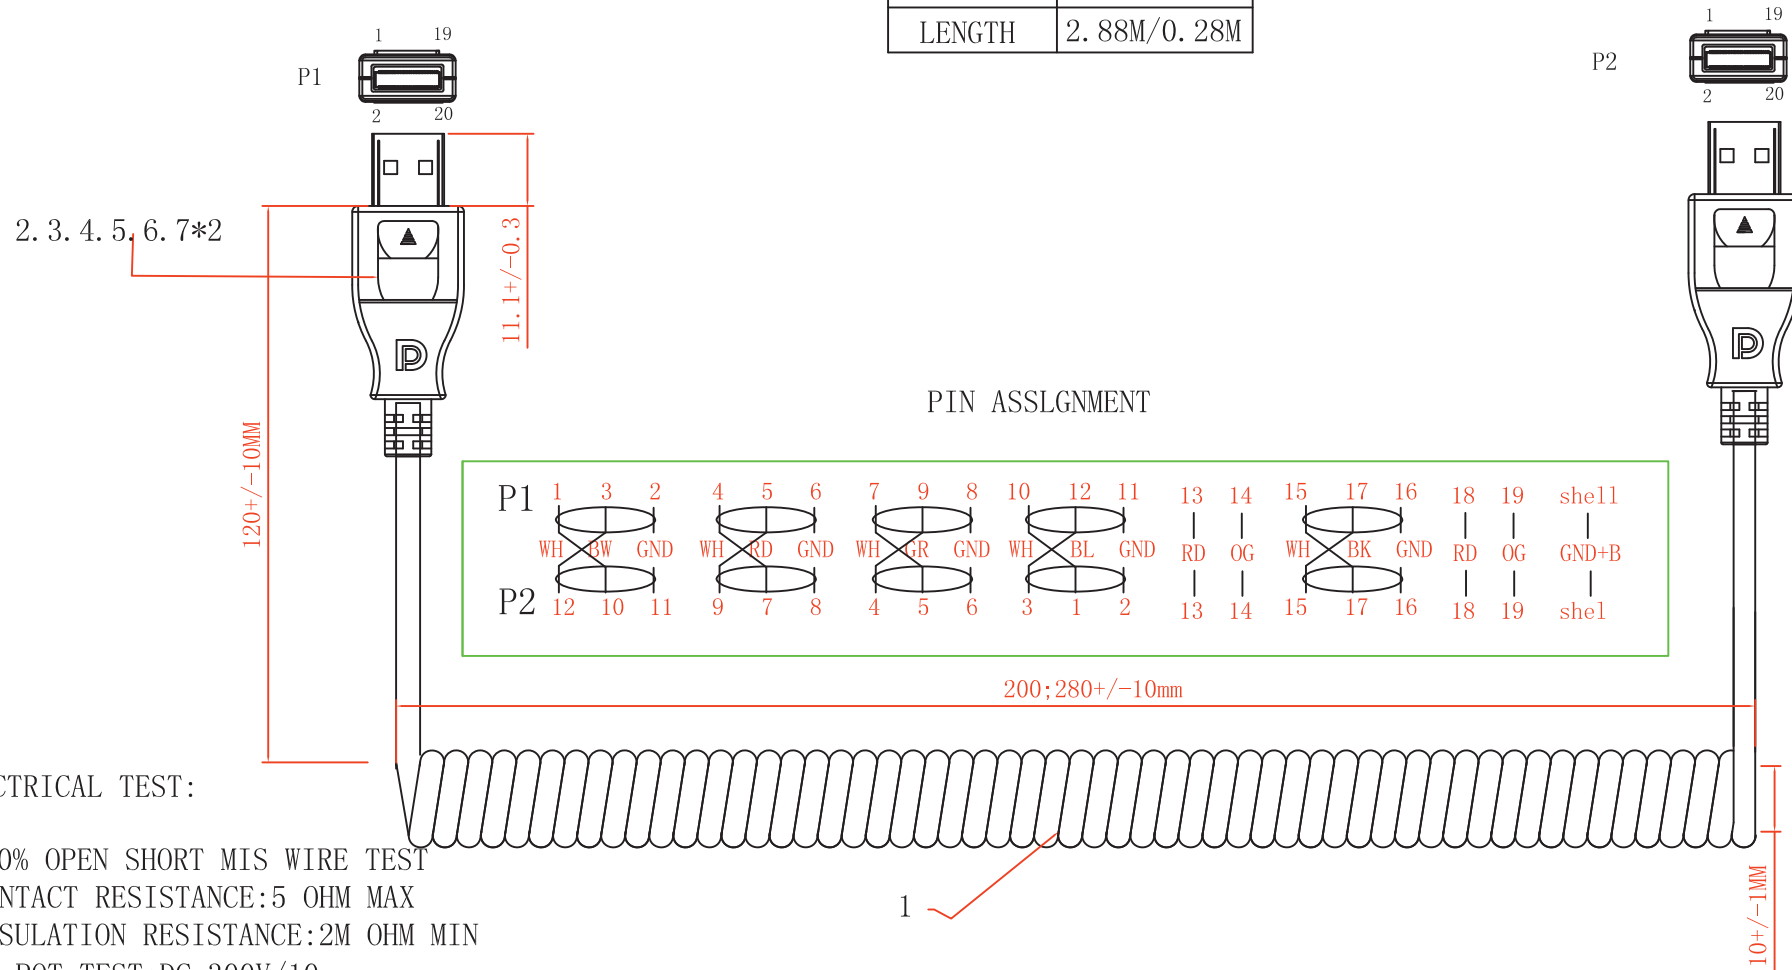 LENGTH 2.88M/0.28M
1 19
P1
2 20
1 19
P2
2 20
2.3.4.5.6.7*2
11.1+/-0.3
120+/-10MM
PIN ASSLGNMENT
P1 1 3 2 4 5 6 7 9 8 10 12 11 13 14 15 17 16 18 19 shell
WH BW GND WH RD GND WH GR GND WH BL GND RD OG WH BK GND RD OG GND+B
P2 12 10 11 9 7 8 4 5 6 3 1 2 13 14 15 17 16 18 19 shel
200;280+/-10mm
CTRICAL TEST:
0% OPEN SHORT MIS WIRE TEST
NTACT RESISTANCE:5 OHM MAX
SULATION RESISTANCE:2M OHM MIN
POT TEST DC 300V/10
1
10+/-1MM